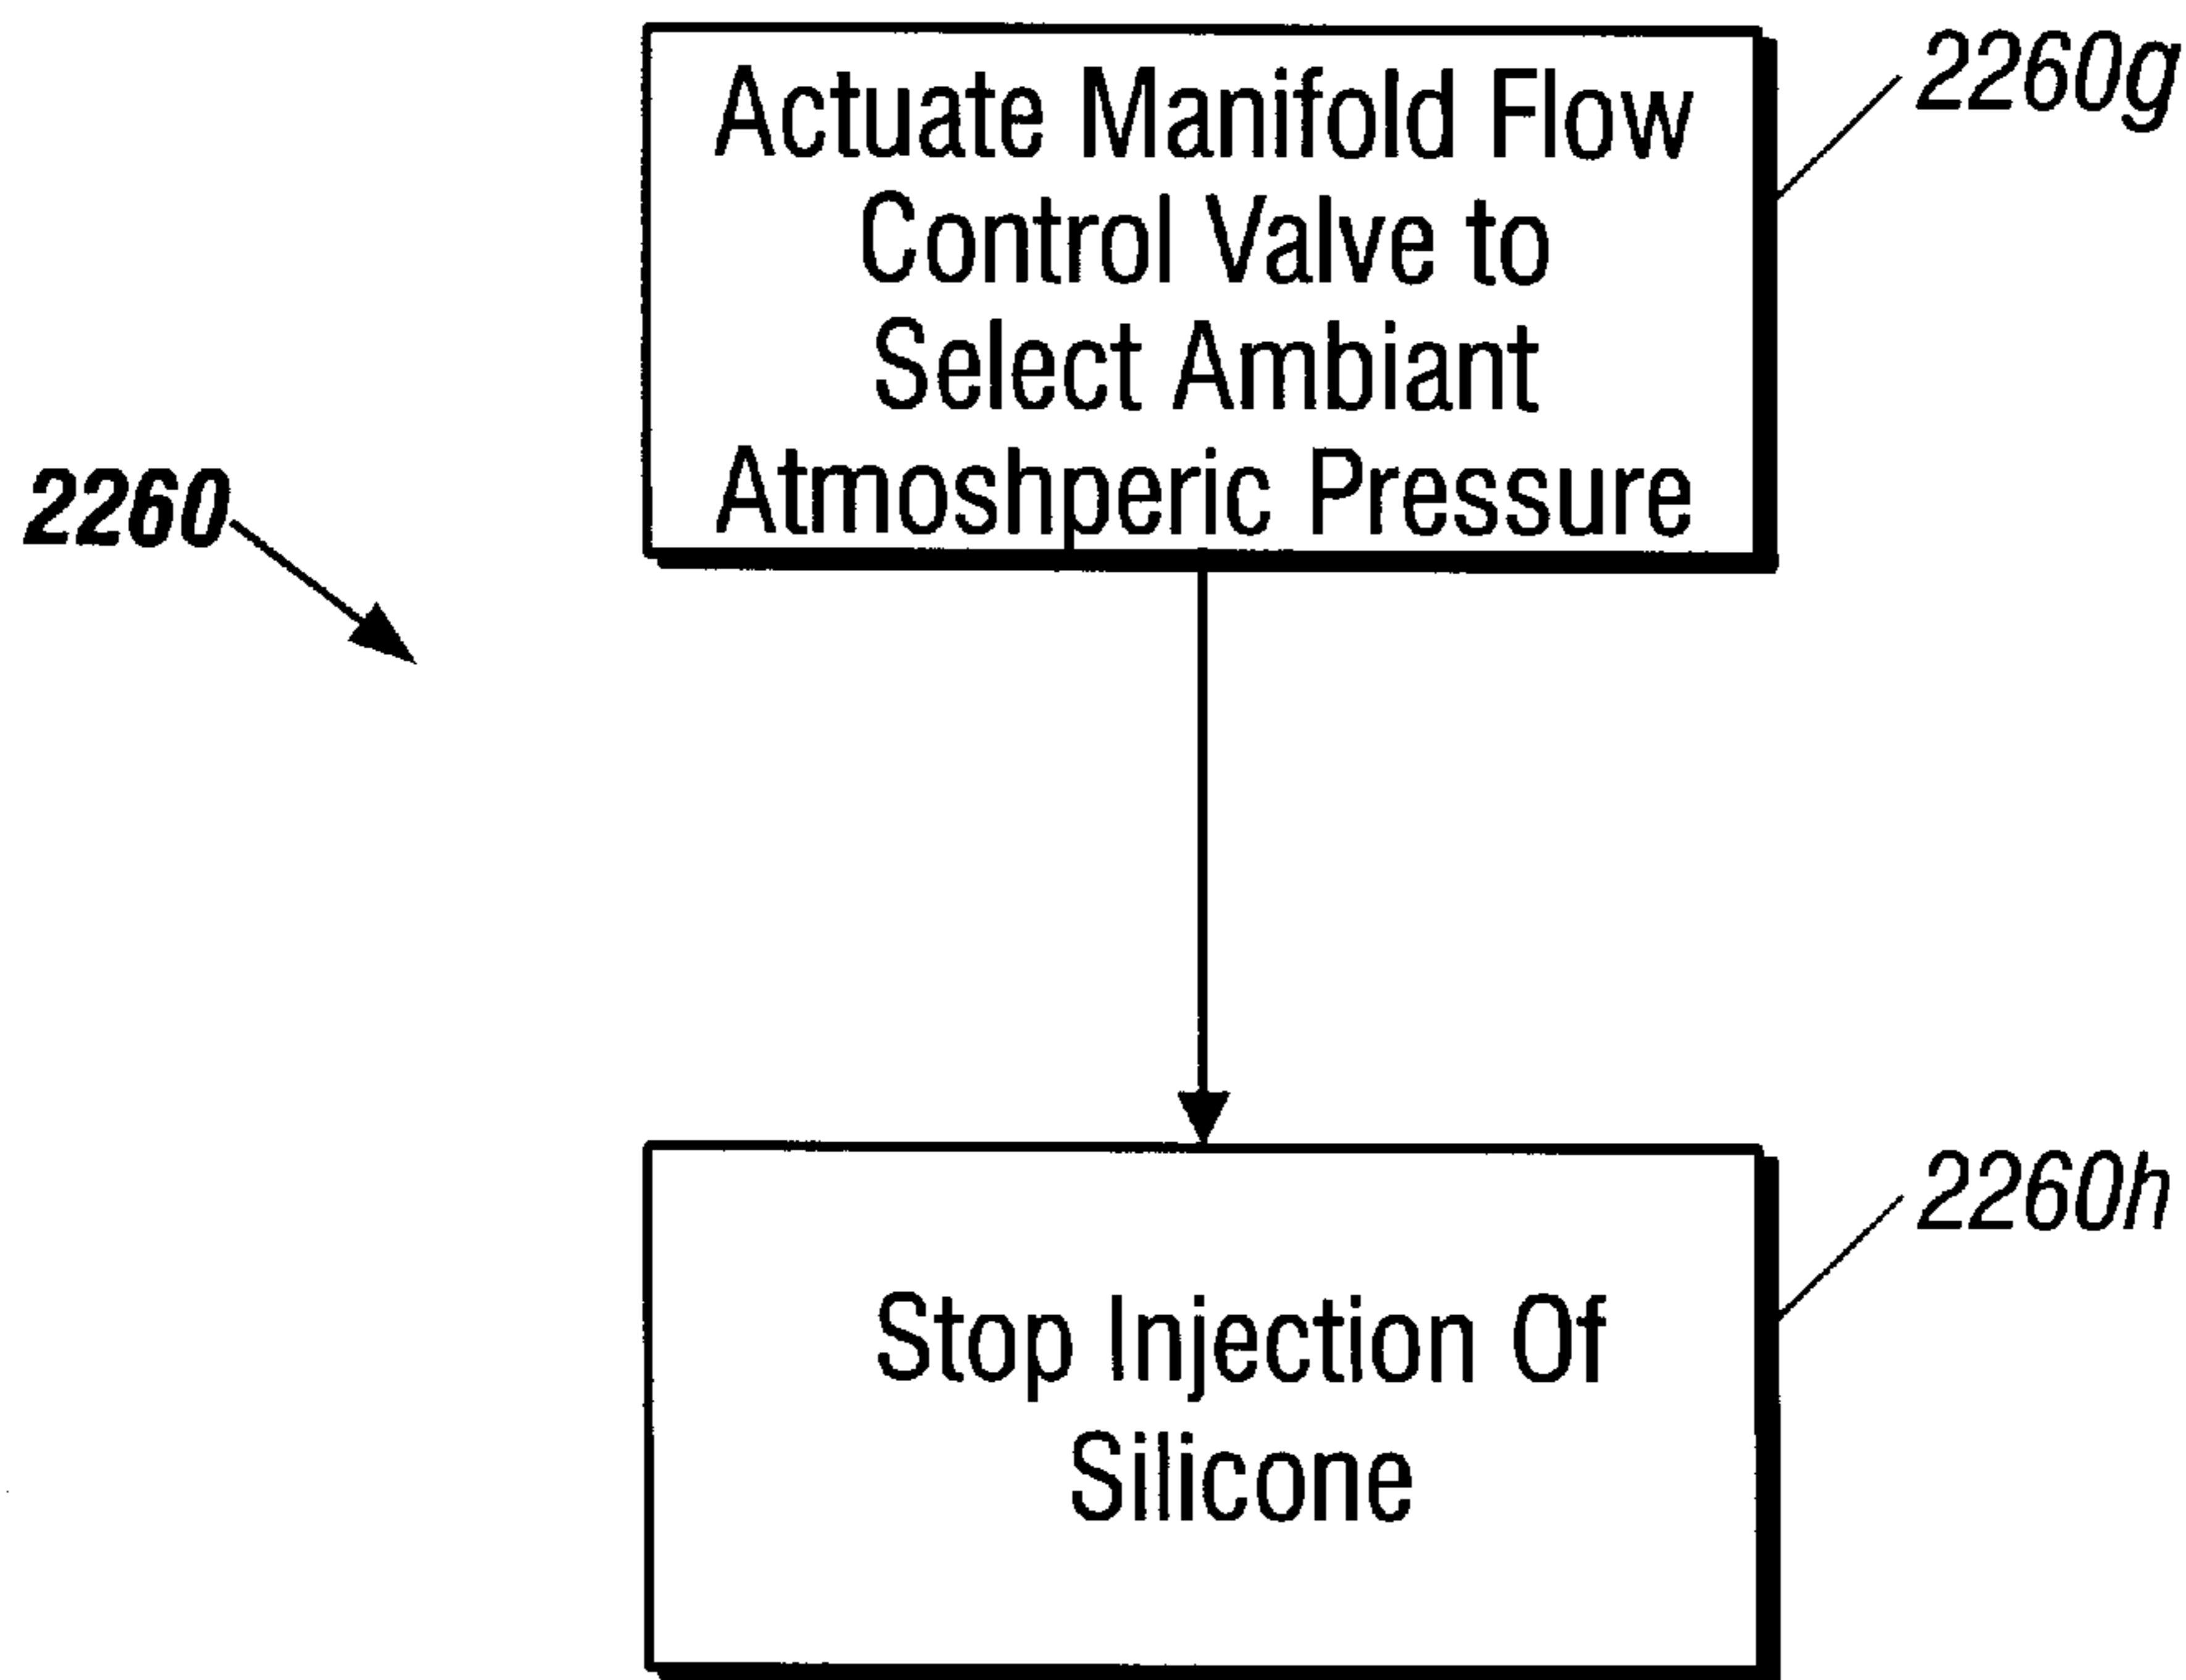 Actuate Manifold Flow
Control Valve to
Select Ambiant
Atmoshperic Pressure
2260g
2260
Stop Injection Of
Silicone
2260h